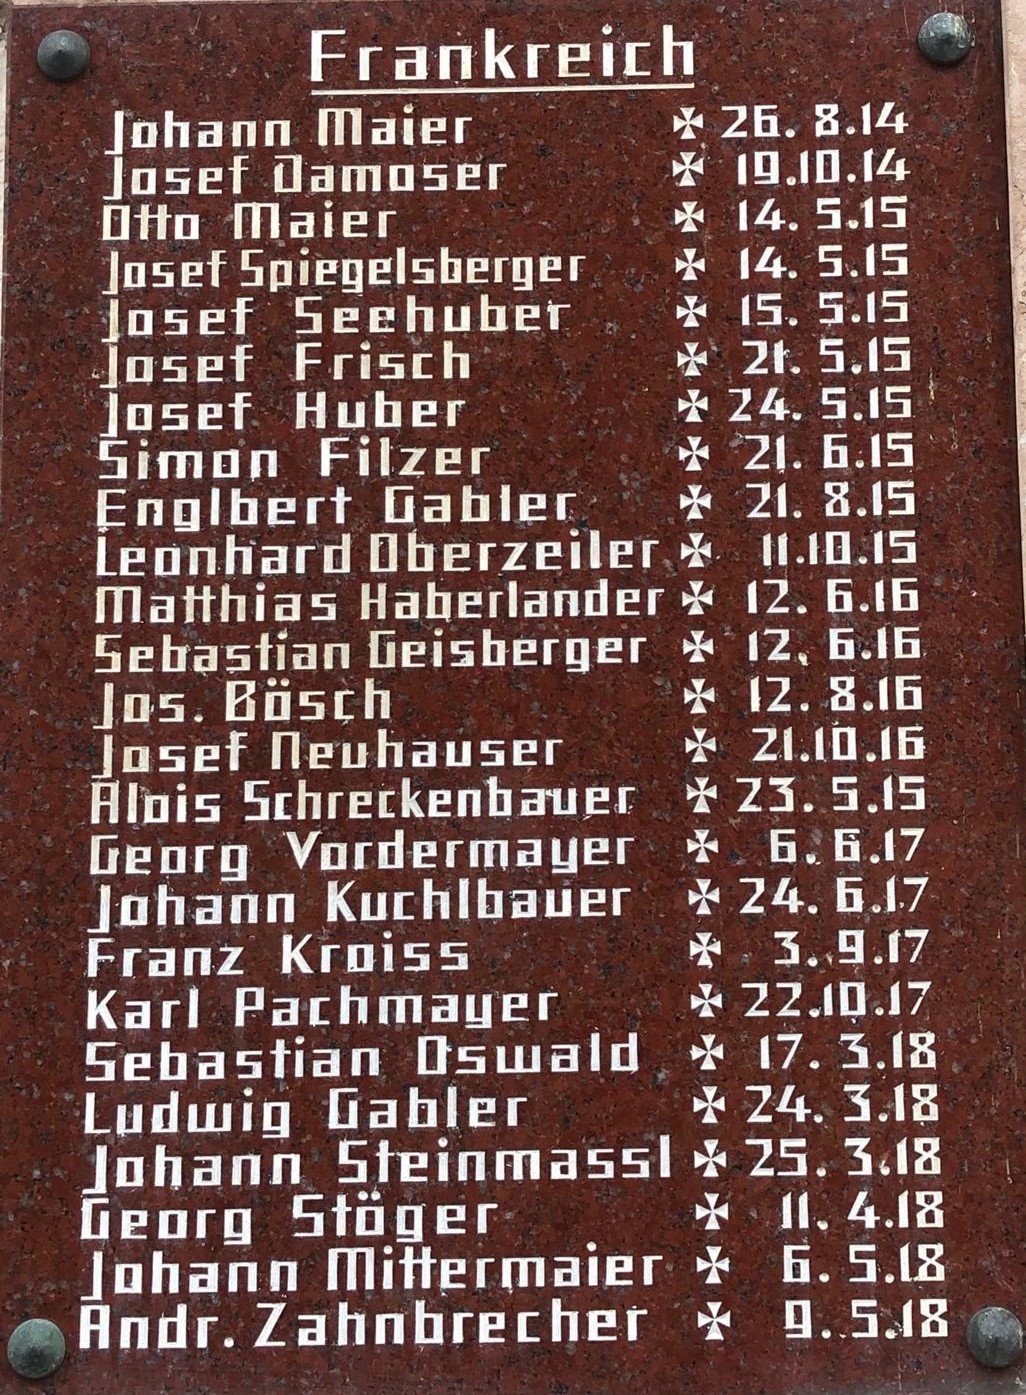 Frankreich
Johann Maier ✠ 26. 8.14
Josef Damoser ✠ 19.10.14
Otto Maier ✠ 14. 5.15
Josef Spiegelsberger ✠ 14. 5.15
Josef Seehuber ✠ 15. 5.15
Josef Frisch ✠ 21. 5.15
Josef Huber ✠ 24. 5.15
Simon Filzer ✠ 21. 6.15
Englbert Gabler ✠ 21. 8.15
Leonhard Oberzeiler ✠ 11.10.15
Matthias Haberlander ✠ 12. 6.16
Sebastian Geisberger ✠ 12. 6.16
Jos. Bösch ✠ 12. 8.16
Josef Neuhauser ✠ 21.10.16
Alois Schreckenbauer ✠ 23. 5.15
Georg Vordermayer ✠ 6. 6.17
Johann Kuchlbauer ✠ 24. 6.17
Franz Kroiss ✠ 3. 9.17
Karl Pachmayer ✠ 22.10.17
Sebastian Oswald ✠ 17. 3.18
Ludwig Gabler ✠ 24. 3.18
Johann Steinmassl ✠ 25. 3.18
Georg Stöger ✠ 11. 4.18
Johann Mittermaier ✠ 6. 5.18
Andr. Zahnbrecher ✠ 9. 5.18